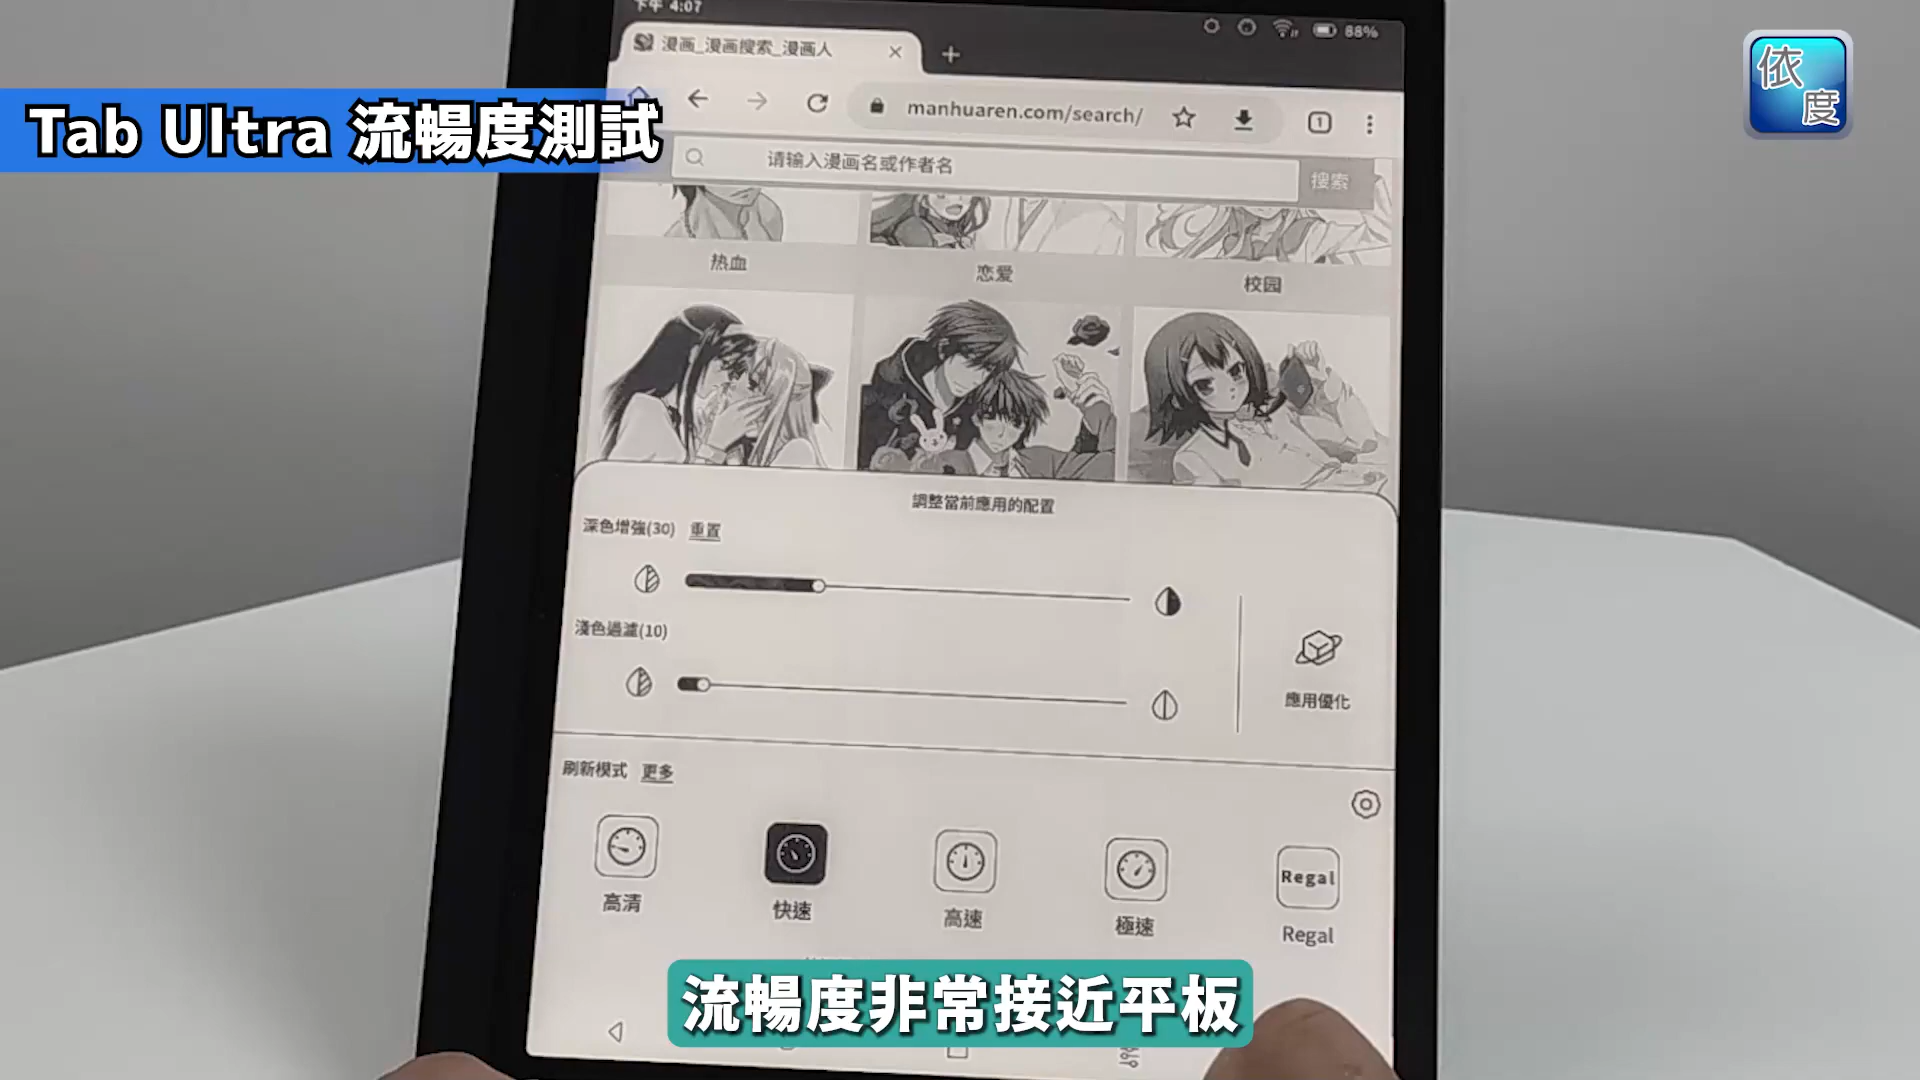 下午 4:07
88%
漫画_漫画搜索_漫画人
依度
Tab Ultra 流暢度測試
manhuaren.com/search/
1
请输入漫画名或作者名
搜索
热血
恋爱
校园
調整當前應用的配置
深色增強(30) 重置
淺色過濾(10)
應用優化
刷新模式 更多
Regal
高清
快速
高速
極速
Regal
流暢度非常接近平板